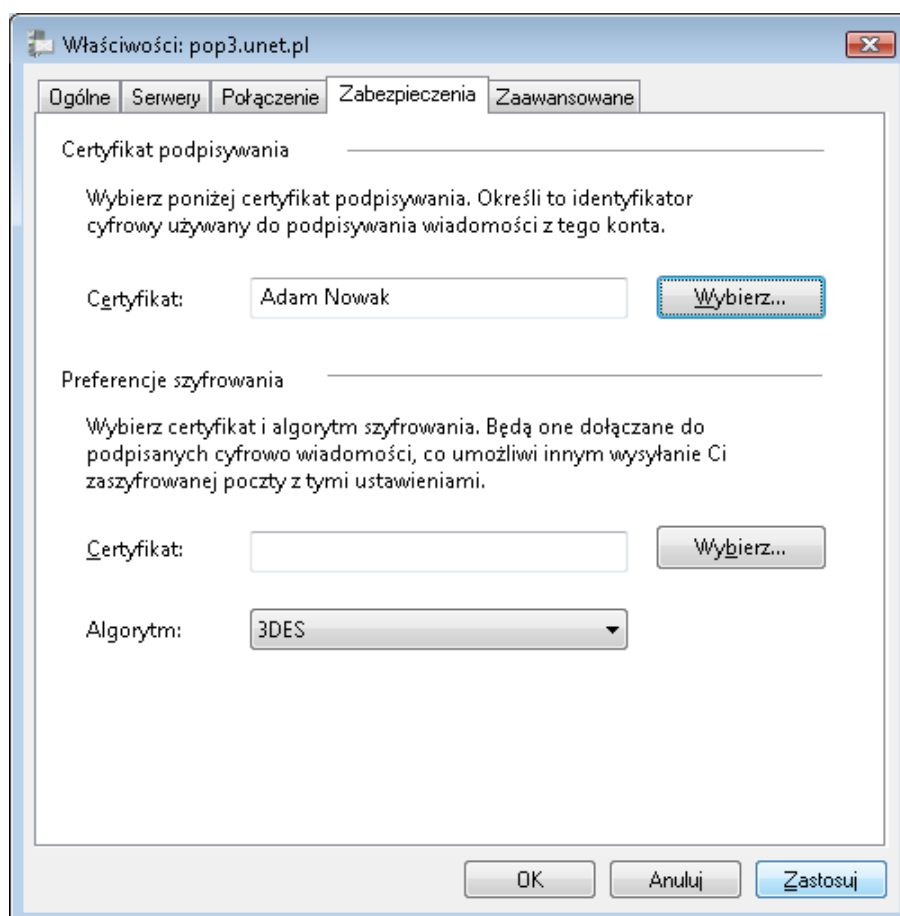 Właściwości: pop3.unet.pl
Ogólne Serwery Połączenie Zabezpieczenia Zaawansowane
Certyfikat podpisywania
Wybierz poniżej certyfikat podpisywania. Określi to identyfikator
cyfrowy używany do podpisywania wiadomości z tego konta.
Certyfikat: Adam Nowak Wybierz...
Preferencje szyfrowania
Wybierz certyfikat i algorytm szyfrowania. Będą one dołączane do
podpisanych cyfrowo wiadomości, co umożliwi innym wysyłanie Ci
zaszyfrowanej poczty z tymi ustawieniami.
Certyfikat: Wybierz...
Algorytm: 3DES
OK Anuluj Zastosuj